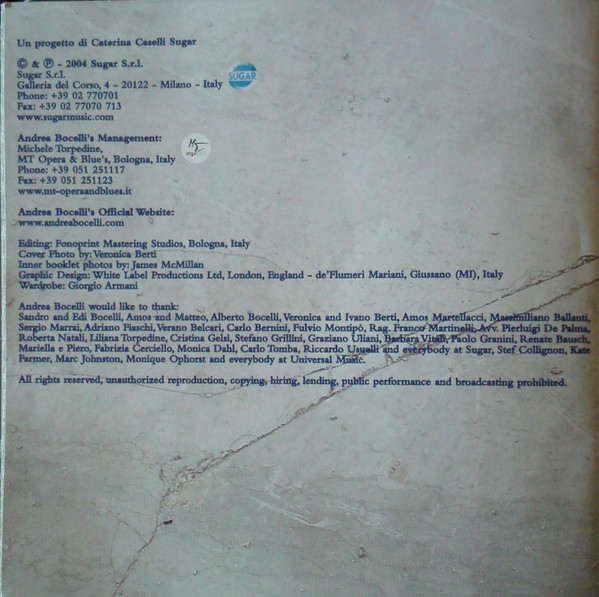 Un progetto di Caterina Caselli Sugar
© & ℗ - 2004 Sugar S.r.l.
Sugar S.r.l.
Galleria del Corso, 4 - 20122 - Milano - Italy
SUGAR
Phone: +39 02 770701
Fax: +39 02 77070 713
www.sugarmusic.com
Andrea Bocelli's Management:
Michele Torpedine,
MT Opera & Blue's, Bologna, Italy
Phone: +39 051 251117
Fax: +39 051 251123
www.mt-operaandblues.it
Andrea Bocelli's Official Website:
www.andreabocelli.com
Editing: Fonoprint Mastering Studios, Bologna, Italy
Cover Photo by: Veronica Berti
Inner booklet photos by: James McMillan
Graphic Design: White Label Productions Ltd, London, England - de'Flumeri Mariani, Giussano (MI), Italy
Wardrobe: Giorgio Armani
Andrea Bocelli would like to thank:
Sandro and Edi Bocelli, Amos and Matteo, Alberto Bocelli, Veronica and Ivano Berti, Amos Martellacci, Massimiliano Ballanti,
Sergio Marrai, Adriano Fiaschi, Verano Belcari, Carlo Bernini, Fulvio Montipò, Rag. Franco Martinelli, Avv. Pierluigi De Palma,
Roberta Natali, Liliana Torpedine, Cristina Gelsi, Stefano Grillini, Graziano Uliani, Barbara Vitali, Paolo Granini, Renate Bausch,
Mariella e Piero, Fabrizia Cerciello, Monica Dahl, Carlo Tomba, Riccardo Usuelli and everybody at Sugar, Stef Collignon, Kate
Farmer, Marc Johnston, Monique Ophorst and everybody at Universal Music.
All rights reserved, unauthorized reproduction, copying, hiring, lending, public performance and broadcasting prohibited.